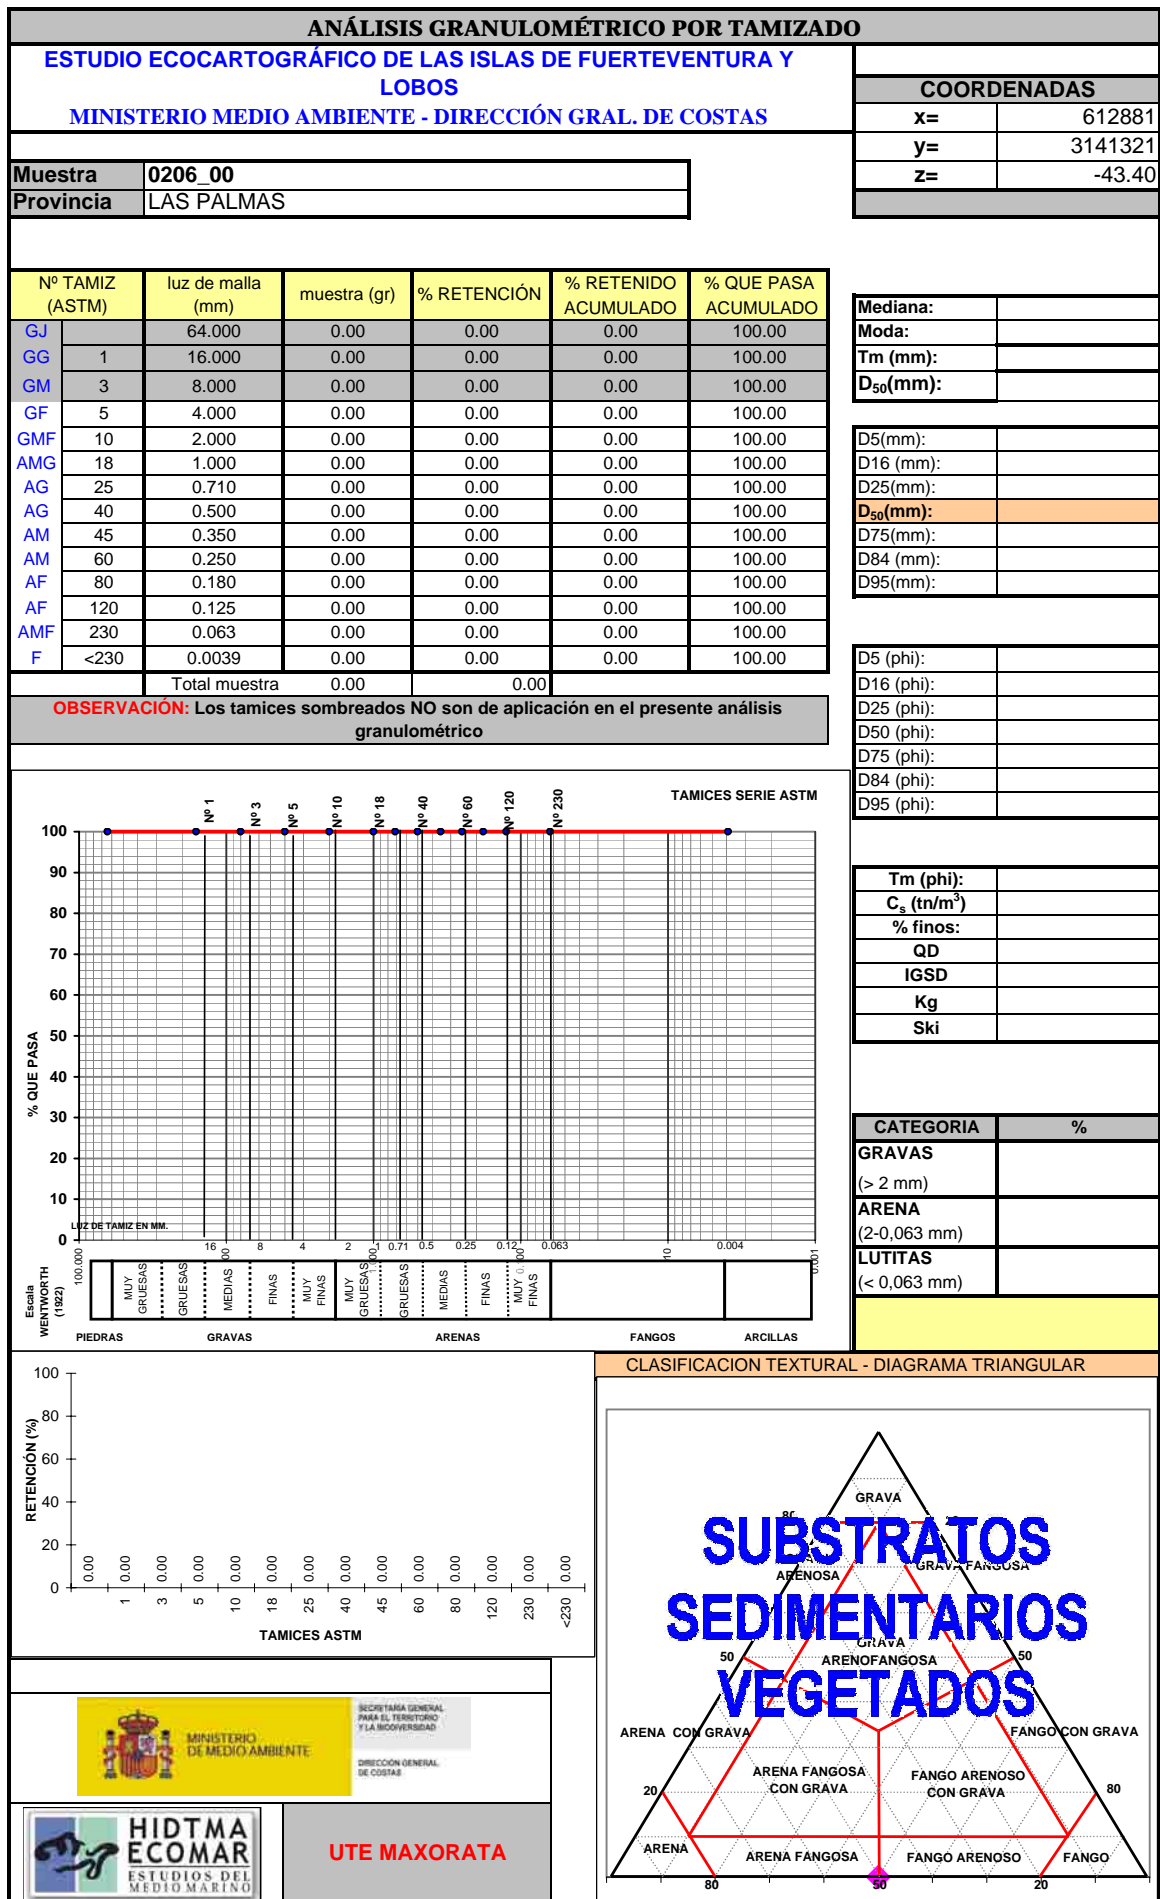 ANÁLISIS GRANULOMÉTRICO POR TAMIZADO
ESTUDIO ECOCARTOGRÁFICO DE LAS ISLAS DE FUERTEVENTURA Y
LOBOS
MINISTERIO MEDIO AMBIENTE - DIRECCIÓN GRAL. DE COSTAS
COORDENADAS
x= 612881
y= 3141321
z= -43.40
Muestra 0206_00
Provincia LAS PALMAS
Nº TAMIZ (ASTM) luz de malla (mm) muestra (gr) % RETENCIÓN % RETENIDO ACUMULADO % QUE PASA ACUMULADO
GJ 64.000 0.00 0.00 0.00 100.00
GG 1 16.000 0.00 0.00 0.00 100.00
GM 3 8.000 0.00 0.00 0.00 100.00
GF 5 4.000 0.00 0.00 0.00 100.00
GMF 10 2.000 0.00 0.00 0.00 100.00
AMG 18 1.000 0.00 0.00 0.00 100.00
AG 25 0.710 0.00 0.00 0.00 100.00
AG 40 0.500 0.00 0.00 0.00 100.00
AM 45 0.350 0.00 0.00 0.00 100.00
AM 60 0.250 0.00 0.00 0.00 100.00
AF 80 0.180 0.00 0.00 0.00 100.00
AF 120 0.125 0.00 0.00 0.00 100.00
AMF 230 0.063 0.00 0.00 0.00 100.00
F <230 0.0039 0.00 0.00 0.00 100.00
Total muestra 0.00 0.00
OBSERVACIÓN: Los tamices sombreados NO son de aplicación en el presente análisis
granulométrico
Mediana:
Moda:
Tm (mm):
D50(mm):
D5(mm):
D16 (mm):
D25(mm):
D50(mm):
D75(mm):
D84 (mm):
D95(mm):
D5 (phi):
D16 (phi):
D25 (phi):
D50 (phi):
D75 (phi):
D84 (phi):
D95 (phi):
Tm (phi):
Cs (tn/m3)
% finos:
QD
IGSD
Kg
Ski
CATEGORIA %
GRAVAS
(> 2 mm)
ARENA
(2-0,063 mm)
LUTITAS
(< 0,063 mm)
TAMICES SERIE ASTM
Nº 1 Nº 3 Nº 5 Nº 10 Nº 18 Nº 40 Nº 60 Nº 120 Nº 230
% QUE PASA
100
90
80
70
60
50
40
30
20
10
0
LUZ DE TAMIZ EN MM.
16 8 4 2 1 0.71 0.5 0.25 0.12 0.063 0.004
100.000 0.001
Escala
WENTWORTH
(1922)
MUY GRUESAS GRUESAS MEDIAS FINAS MUY FINAS MUY GRUESAS GRUESAS MEDIAS FINAS MUY FINAS
PIEDRAS GRAVAS ARENAS FANGOS ARCILLAS
RETENCIÓN (%)
100
80
60
40
20
0
0.00 0.00 0.00 0.00 0.00 0.00 0.00 0.00 0.00 0.00 0.00 0.00 0.00 0.00
1 3 5 10 18 25 40 45 60 80 120 230 <230
TAMICES ASTM
CLASIFICACION TEXTURAL - DIAGRAMA TRIANGULAR
GRAVA
SUBSTRATOS
ARENOSA
GRAVA FANGOSA
SEDIMENTARIOS
GRAVA
ARENOFANGOSA
50 50
VEGETADOS
ARENA CON GRAVA
FANGO CON GRAVA
ARENA FANGOSA
CON GRAVA
FANGO ARENOSO
CON GRAVA
20 80
ARENA
ARENA FANGOSA
FANGO ARENOSO
FANGO
80 50 20
MINISTERIO
DE MEDIO AMBIENTE
SECRETARÍA GENERAL
PARA EL TERRITORIO
Y LA BIODIVERSIDAD
DIRECCIÓN GENERAL
DE COSTAS
HIDTMA
ECOMAR
ESTUDIOS DEL
MEDIO MARINO
UTE MAXORATA